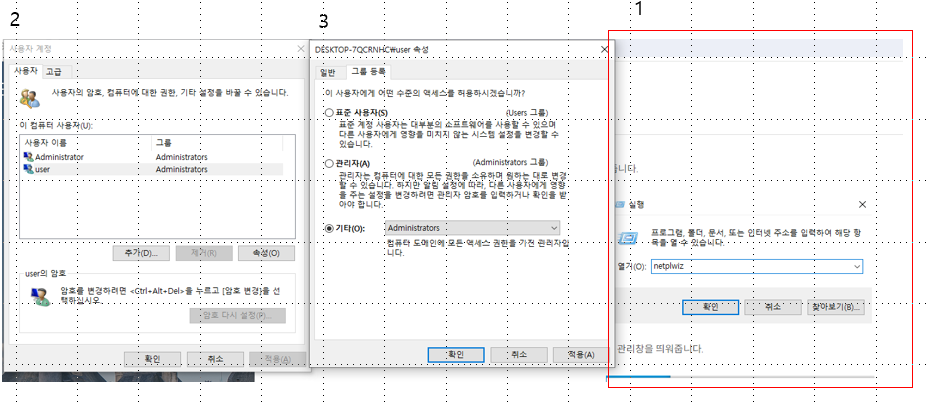 2
3
1
사용자 계정
사용자
고급
사용자의 암호, 컴퓨터에 대한 권한, 기타 설정을 바꿀 수 있습니다.
이 컴퓨터 사용자(U):
사용자 이름
그룹
Administrator
Administrators
user
Administrators
추가(D)...
제거(R)
속성(O)
user의 암호
암호를 변경하려면 <Ctrl+Alt+Del>을 누르고 [암호 변경]을 선
택하십시오.
암호 다시 설정(P)...
확인
취소
적용(A)
DESKTOP-7QCRNHC\user 속성
일반
그룹 등록
이 사용자에게 어떤 수준의 액세스를 허용하시겠습니까?
표준 사용자(S)
(Users 그룹)
표준 계정 사용자는 대부분의 소프트웨어를 사용할 수 있으며
다른 사용자에게 영향을 미치지 않는 시스템 설정을 변경할 수
있습니다.
관리자(A)
(Administrators 그룹)
관리자는 컴퓨터에 대한 모든 권한을 소유하며 원하는 대로 변경
할 수 있습니다. 하지만 알림 설정에 따라, 다른 사용자에게 영향
을 주는 설정을 변경하려면 관리자 암호를 입력하거나 확인을 받
아야 합니다.
기타(O):
Administrators
컴퓨터 도메인에 모든 액세스 권한을 가진 관리자입
니다.
확인
취소
적용(A)
습니다.
실행
프로그램, 폴더, 문서, 또는 인터넷 주소를 입력하여 해당 항
목을 열 수 있습니다.
열기(O):
netplwiz
확인
취소
찾아보기(B)...
관리창을 띄워줍니다.